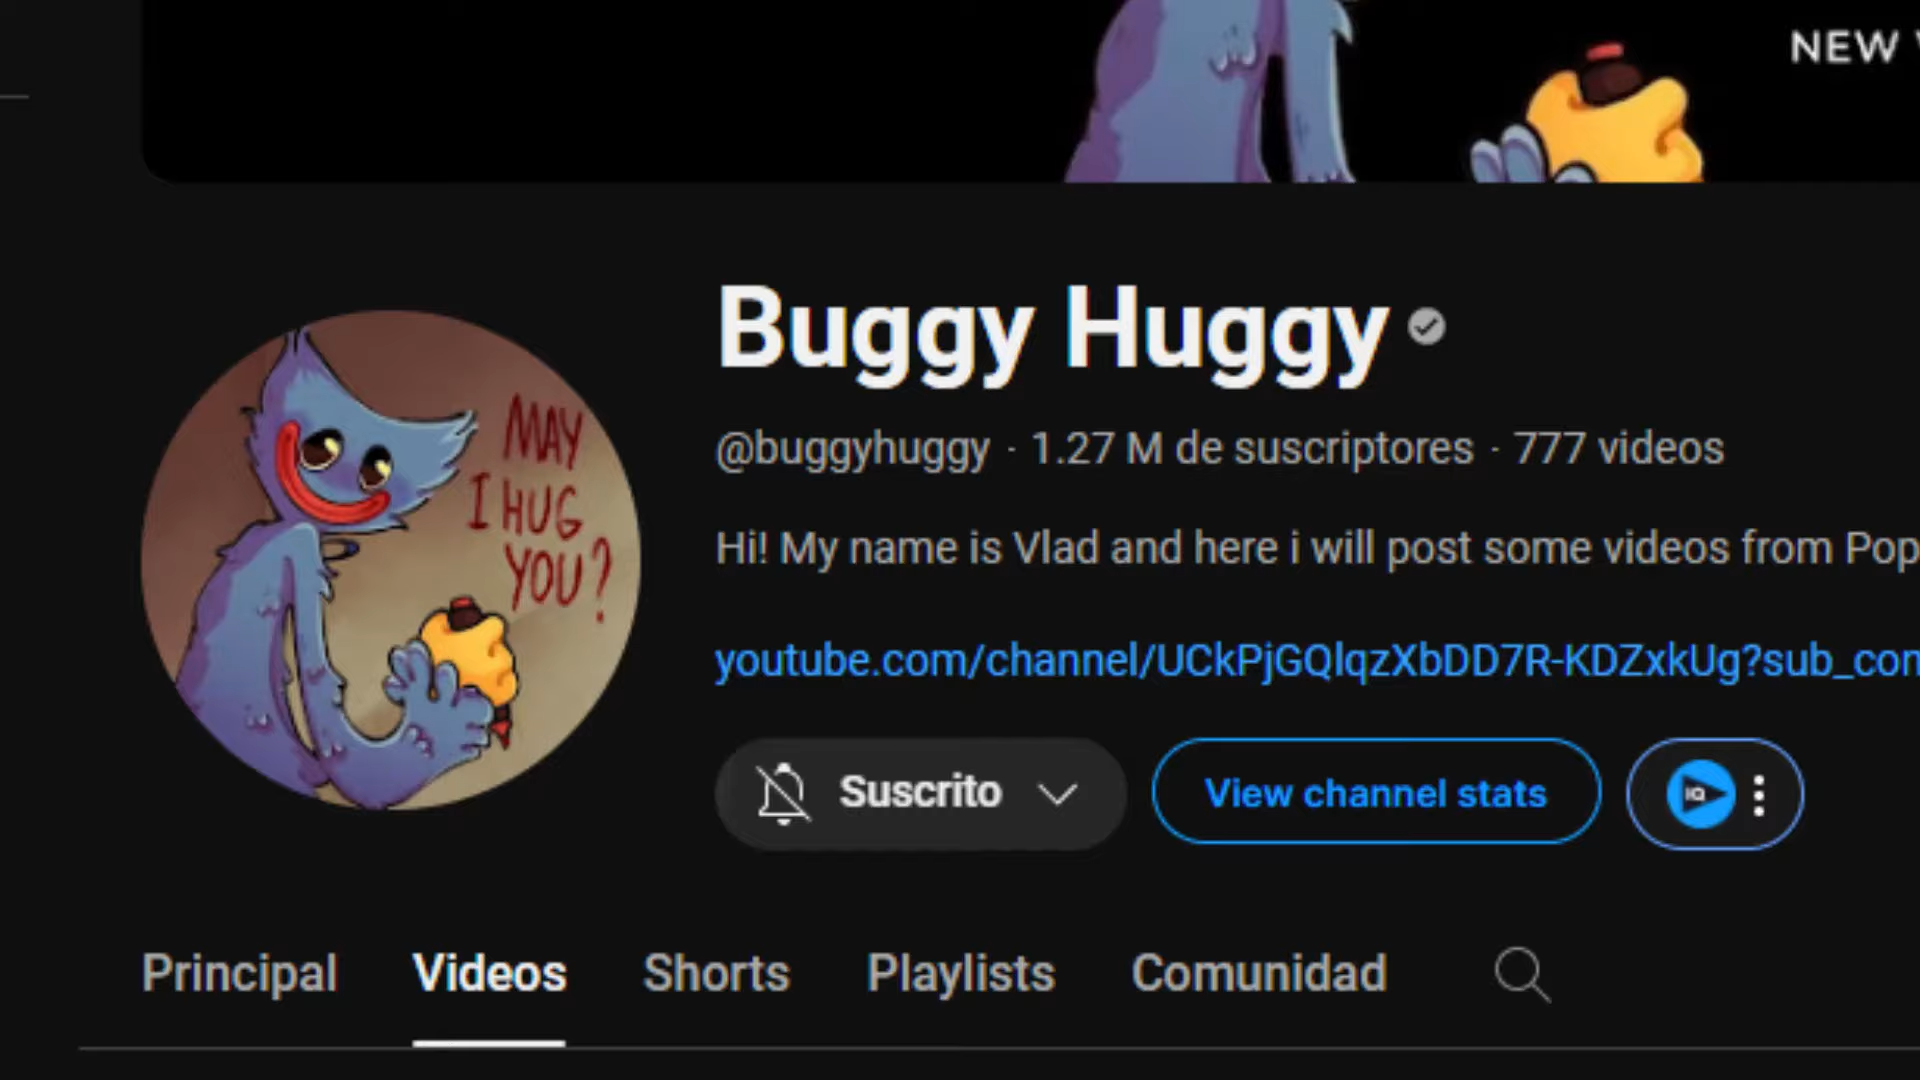 NEW
MAY
I HUG
YOU?
Buggy Huggy
@buggyhuggy · 1.27 M de suscriptores · 777 videos
Hi! My name is Vlad and here i will post some videos from Pop
youtube.com/channel/UCkPjGQlqzXbDD7R-KDZxkUg?sub_con
Suscrito
View channel stats
IQ
Principal Videos Shorts Playlists Comunidad